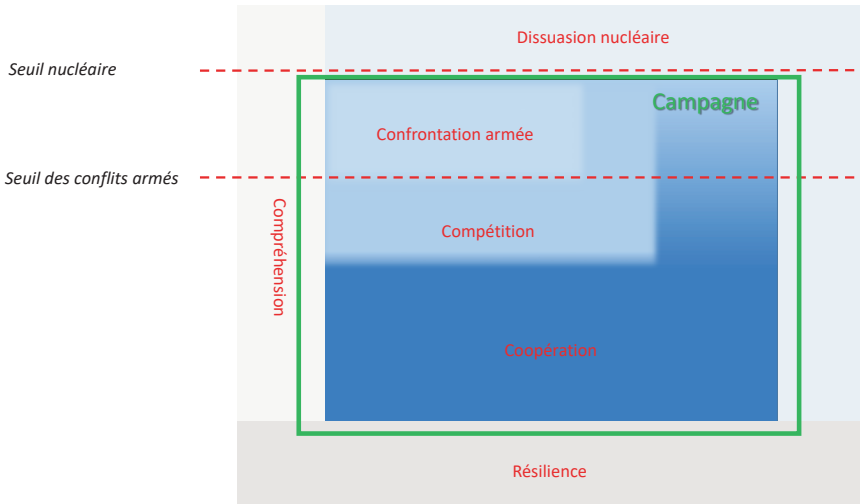 Dissuasion nucléaire
Seuil nucléaire
Campagne
Confrontation armée
Seuil des conflits armés
Compréhension
Compétition
Coopération
Résilience